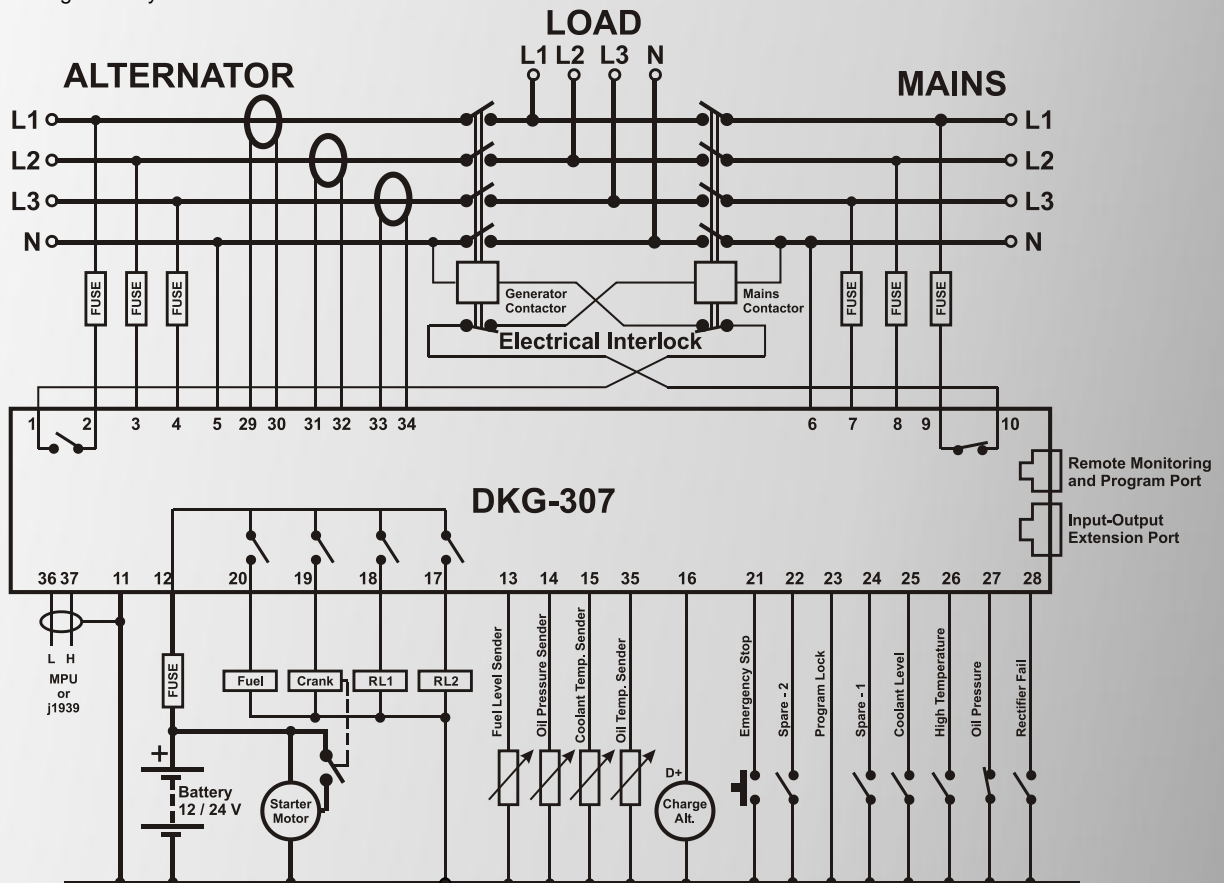 LOAD
L1 L2 L3 N
ALTERNATOR
MAINS
L1
L2
L3
N
L1
L2
L3
N
FUSE
FUSE
FUSE
Generator
Contactor
Mains
Contactor
FUSE
FUSE
FUSE
Electrical Interlock
1 2 3 4 5 29 30 31 32 33 34 6 7 8 9 10
DKG-307
Remote Monitoring
and Program Port
Input-Output
Extension Port
36 37 11 12 20 19 18 17 13 14 15 35 16 21 22 23 24 25 26 27 28
L H
MPU
or
j1939
FUSE
Fuel
Crank
RL1
RL2
Fuel Level Sender
Oil Pressure Sender
Coolant Temp. Sender
Oil Temp. Sender
Emergency Stop
Spare - 2
Program Lock
Spare - 1
Coolant Level
High Temperature
Oil Pressure
Rectifier Fail
+
Battery
12 / 24 V
Starter
Motor
D+
Charge
Alt.